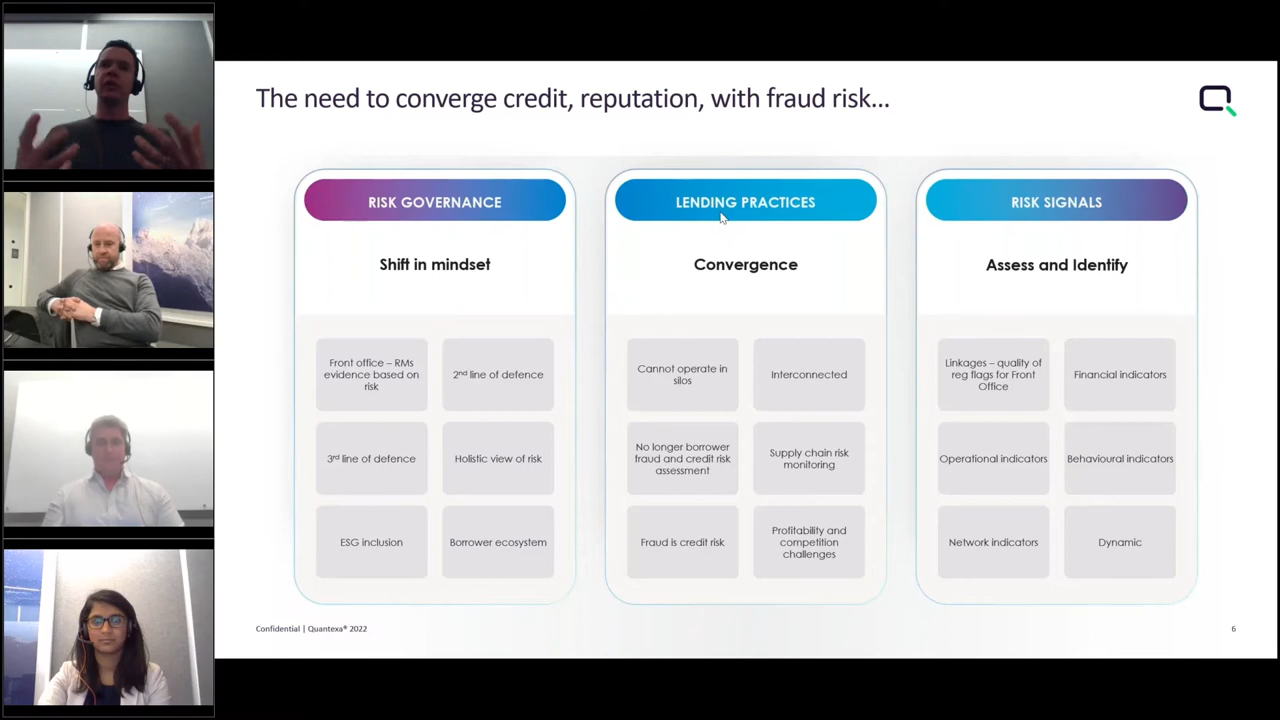 The need to converge credit, reputation, with fraud risk...
RISK GOVERNANCE
Shift in mindset
Front office – RMs
evidence based on
risk
2nd line of defence
3rd line of defence
Holistic view of risk
ESG inclusion
Borrower ecosystem
LENDING PRACTICES
Convergence
Cannot operate in
silos
Interconnected
No longer borrower
fraud and credit risk
assessment
Supply chain risk
monitoring
Fraud is credit risk
Profitability and
competition
challenges
RISK SIGNALS
Assess and Identify
Linkages – quality of
reg flags for Front
Office
Financial indicators
Operational indicators
Behavioural indicators
Network indicators
Dynamic
Confidential | Quantexa® 2022
6